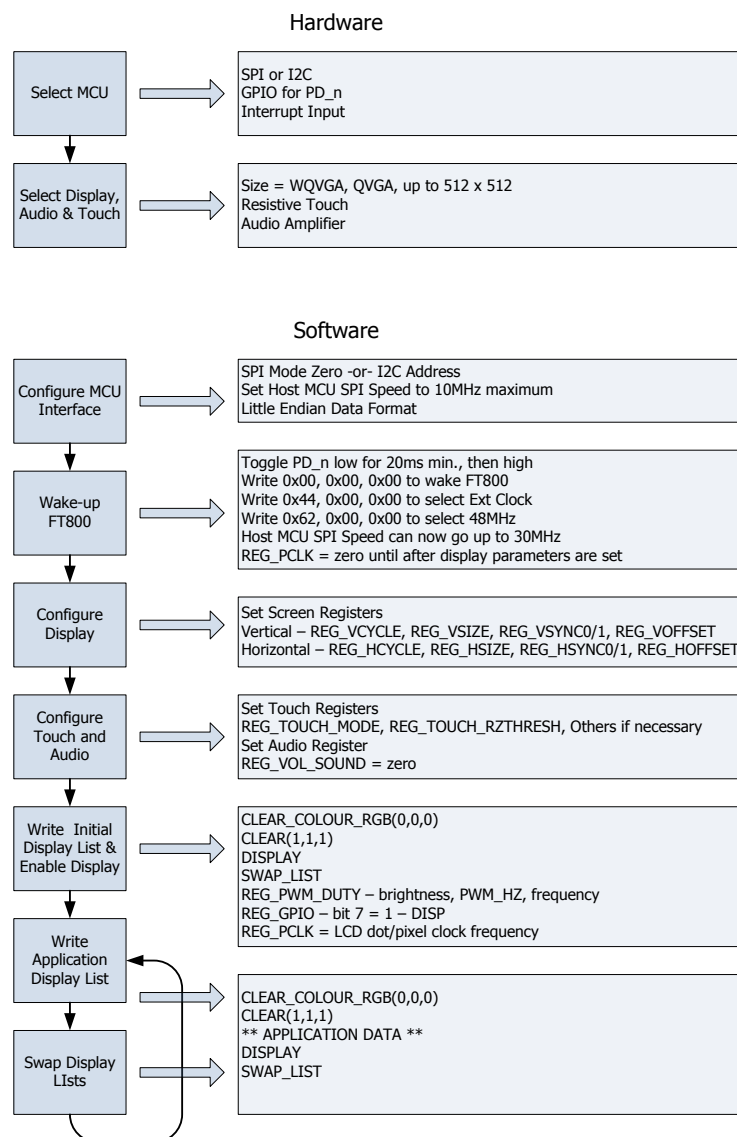 Hardware
Select MCU
SPI or I2C
GPIO for PD_n
Interrupt Input
Select Display,
Audio & Touch
Size = WQVGA, QVGA, up to 512 x 512
Resistive Touch
Audio Amplifier
Software
Configure MCU
Interface
SPI Mode Zero -or- I2C Address
Set Host MCU SPI Speed to 10MHz maximum
Little Endian Data Format
Wake-up
FT800
Toggle PD_n low for 20ms min., then high
Write 0x00, 0x00, 0x00 to wake FT800
Write 0x44, 0x00, 0x00 to select Ext Clock
Write 0x62, 0x00, 0x00 to select 48MHz
Host MCU SPI Speed can now go up to 30MHz
REG_PCLK = zero until after display parameters are set
Configure
Display
Set Screen Registers
Vertical – REG_VCYCLE, REG_VSIZE, REG_VSYNC0/1, REG_VOFFSET
Horizontal – REG_HCYCLE, REG_HSIZE, REG_HSYNC0/1, REG_HOFFSET
Configure
Touch and
Audio
Set Touch Registers
REG_TOUCH_MODE, REG_TOUCH_RZTHRESH, Others if necessary
Set Audio Register
REG_VOL_SOUND = zero
Write Initial
Display List &
Enable Display
CLEAR_COLOUR_RGB(0,0,0)
CLEAR(1,1,1)
DISPLAY
SWAP_LIST
REG_PWM_DUTY – brightness, PWM_HZ, frequency
REG_GPIO – bit 7 = 1 – DISP
REG_PCLK = LCD dot/pixel clock frequency
Write
Application
Display List
CLEAR_COLOUR_RGB(0,0,0)
CLEAR(1,1,1)
** APPLICATION DATA **
DISPLAY
SWAP_LIST
Swap Display
LIsts